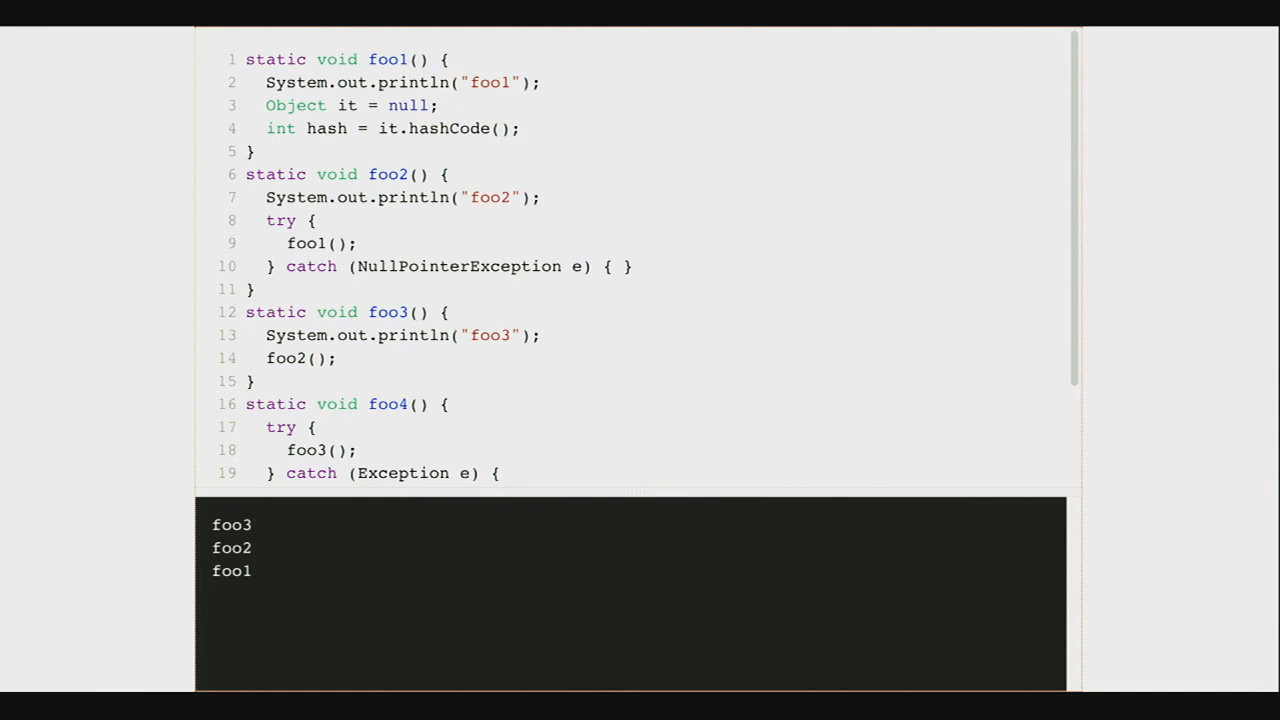 1 static void foo1() {
2   System.out.println("foo1");
3   Object it = null;
4   int hash = it.hashCode();
5 }
6 static void foo2() {
7   System.out.println("foo2");
8   try {
9     foo1();
10   } catch (NullPointerException e) { }
11 }
12 static void foo3() {
13   System.out.println("foo3");
14   foo2();
15 }
16 static void foo4() {
17   try {
18     foo3();
19   } catch (Exception e) {
foo3
foo2
foo1